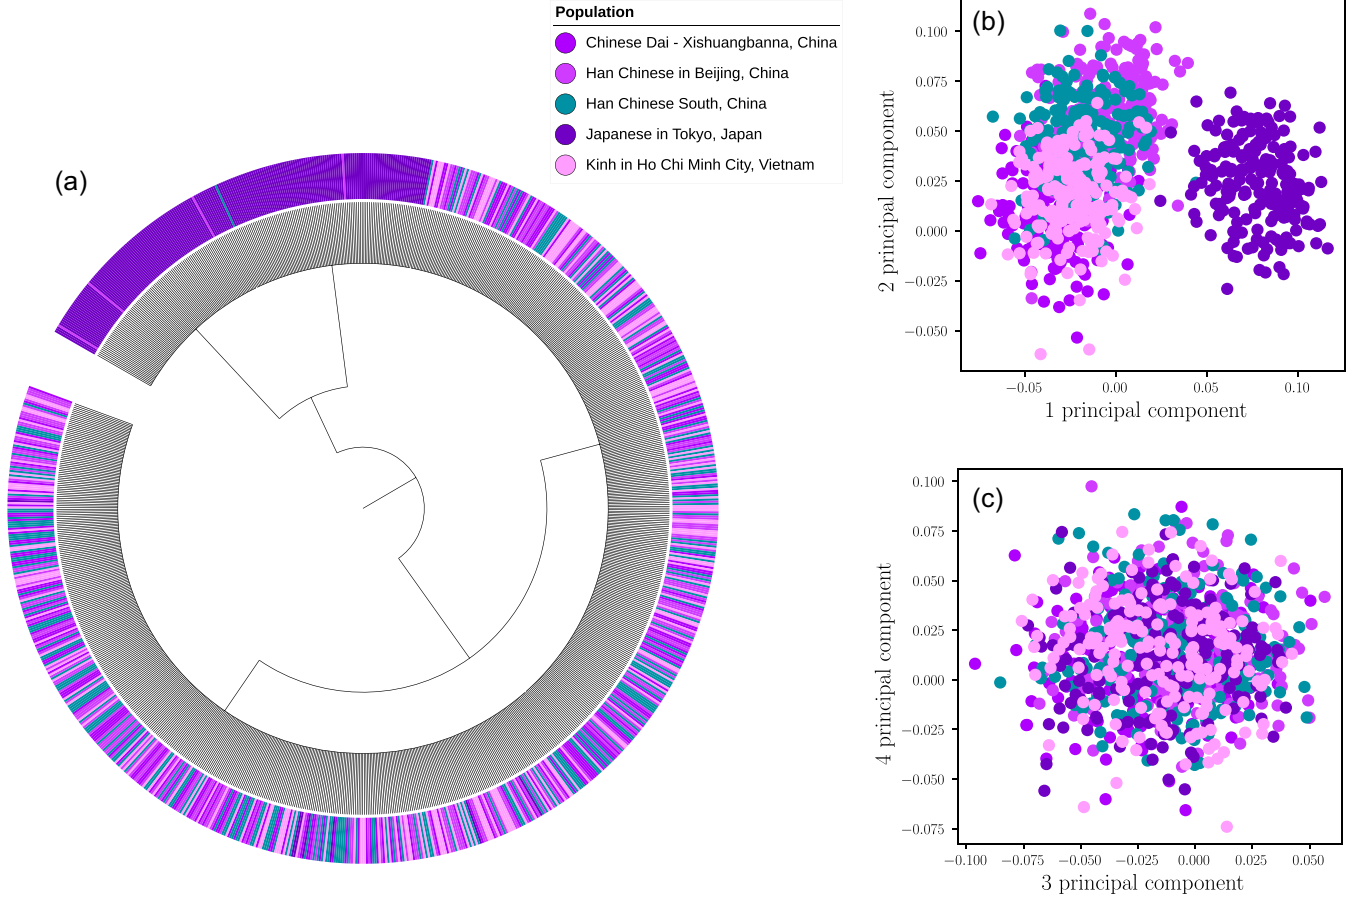 Population
Chinese Dai - Xishuangbanna, China
Han Chinese in Beijing, China
Han Chinese South, China
Japanese in Tokyo, Japan
Kinh in Ho Chi Minh City, Vietnam
(a)
(b)
0.100
0.075
0.050
0.025
0.000
−0.025
−0.050
2 principal component
−0.05
0.00
0.05
0.10
1 principal component
(c)
0.100
0.075
0.050
0.025
0.000
−0.025
−0.050
−0.075
4 principal component
−0.100
−0.075
−0.050
−0.025
0.000
0.025
0.050
3 principal component